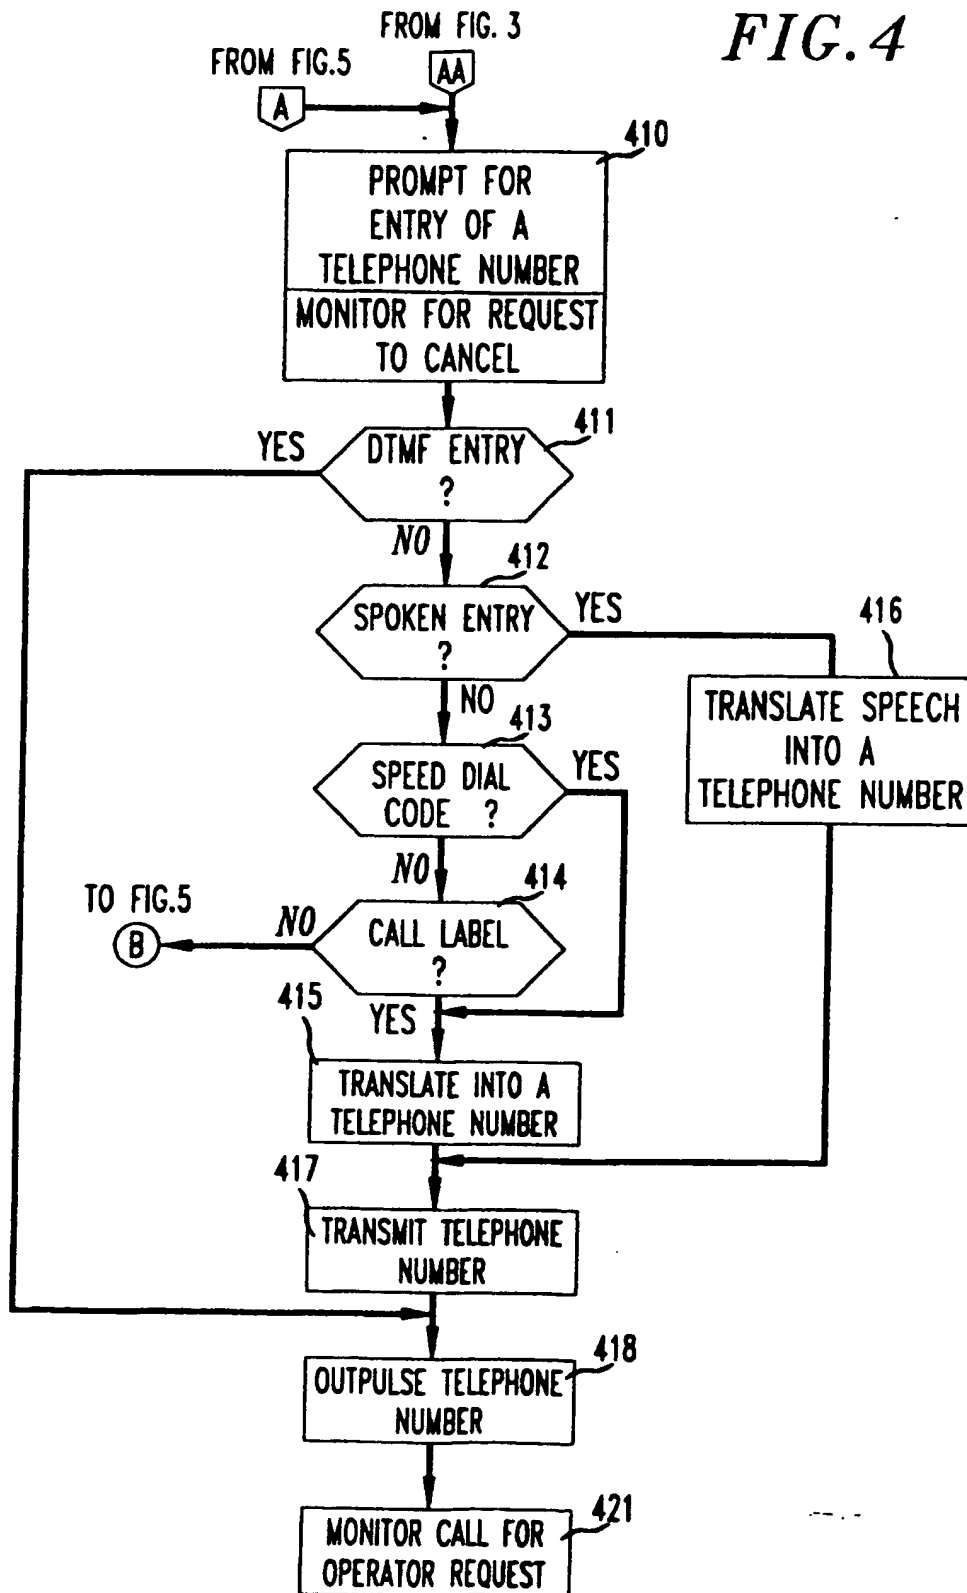 FIG. 4
FROM FIG. 3
AA
FROM FIG.5
A
410
PROMPT FOR
ENTRY OF A
TELEPHONE NUMBER
MONITOR FOR REQUEST
TO CANCEL
411
YES
DTMF ENTRY
?
NO
412
SPOKEN ENTRY
?
YES
416
TRANSLATE SPEECH
INTO A
TELEPHONE NUMBER
NO
413
SPEED DIAL
CODE ?
YES
NO
414
TO FIG.5
B
NO
CALL LABEL
?
YES
415
TRANSLATE INTO A
TELEPHONE NUMBER
417
TRANSMIT TELEPHONE
NUMBER
418
OUTPULSE TELEPHONE
NUMBER
421
MONITOR CALL FOR
OPERATOR REQUEST